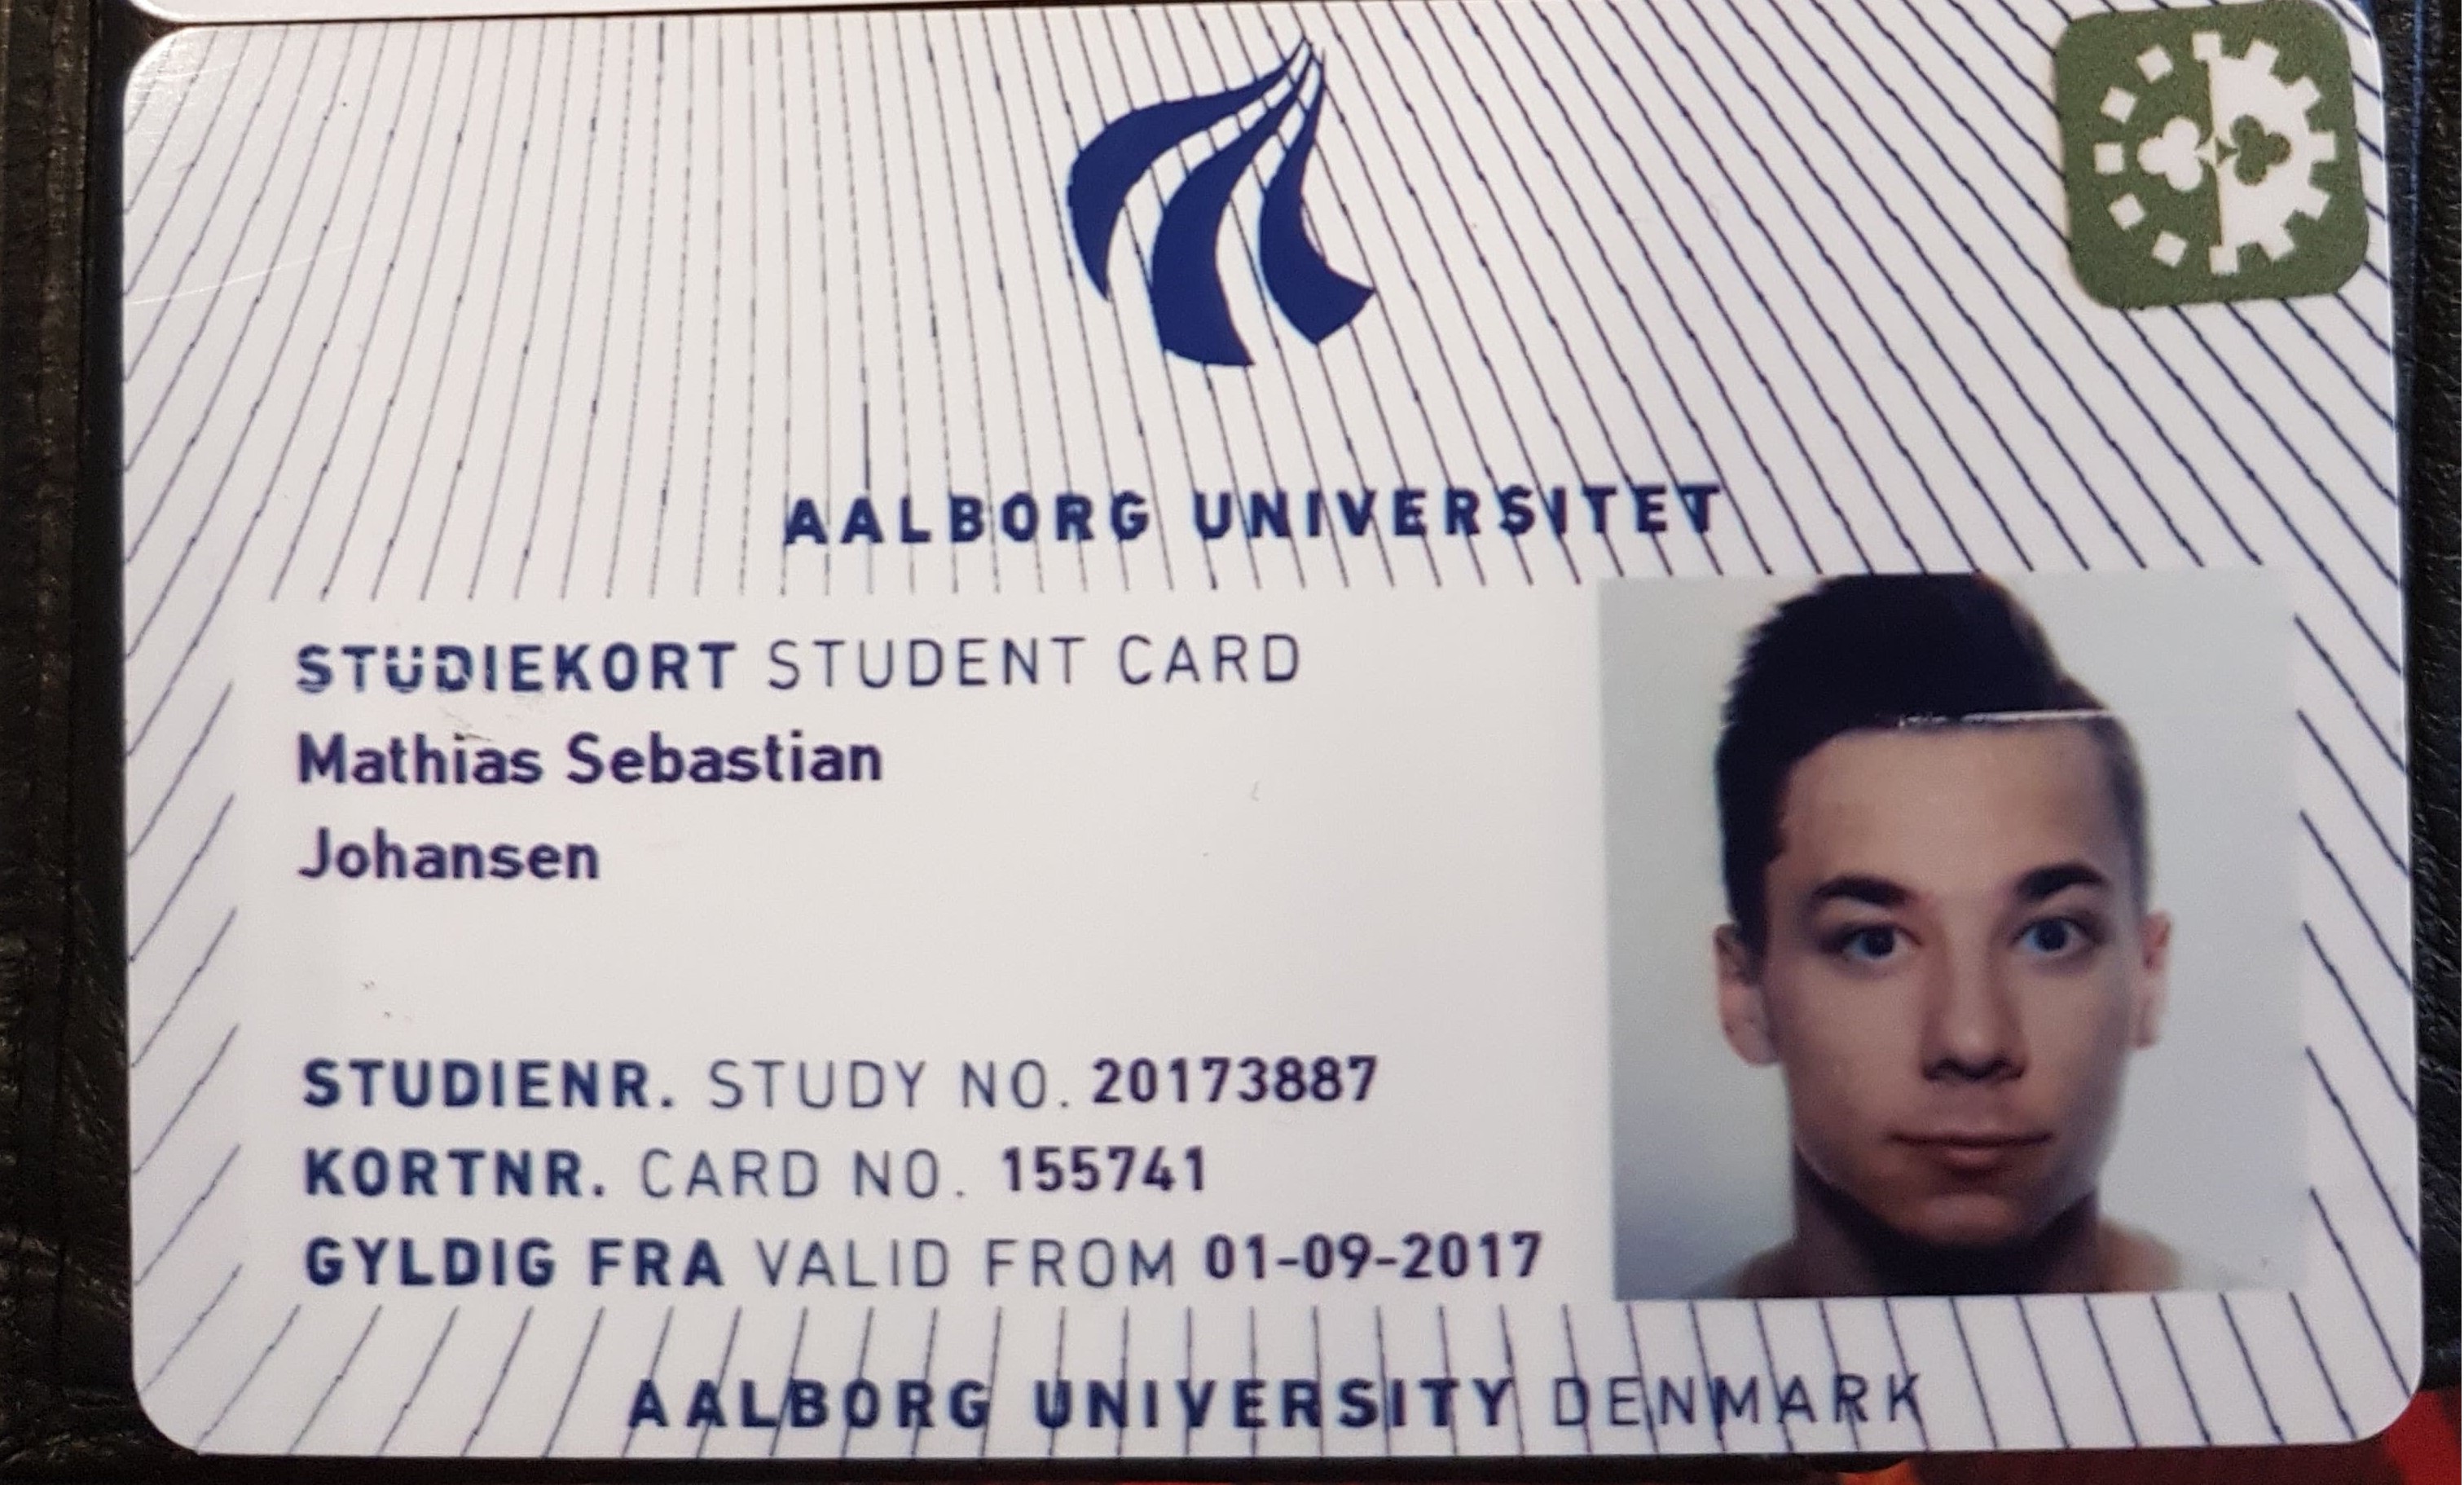 AALBORG UNIVERSITET
STUDIEKORT STUDENT CARD
Mathias Sebastian
Johansen
STUDIENR. STUDY NO. 20173887
KORTNR. CARD NO. 155741
GYLDIG FRA VALID FROM 01-09-2017
AALBORG UNIVERSITY DENMARK